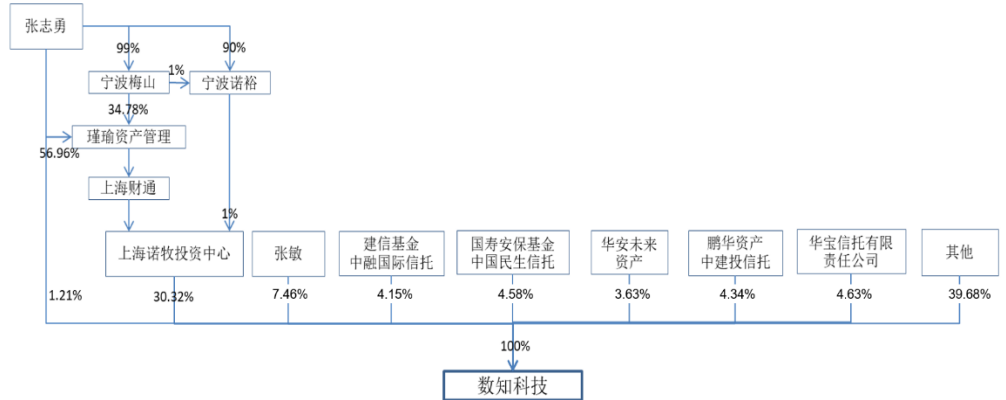 张志勇
99%
90%
宁波梅山
1%
宁波诺裕
34.78%
瑾瑜资产管理
56.96%
上海财通
1%
上海诺牧投资中心
张敏
建信基金
中融国际信托
国寿安保基金
中国民生信托
华安未来
资产
鹏华资产
中建投信托
华宝信托有限
责任公司
其他
1.21%
30.32%
7.46%
4.15%
4.58%
3.63%
4.34%
4.63%
39.68%
100%
数知科技